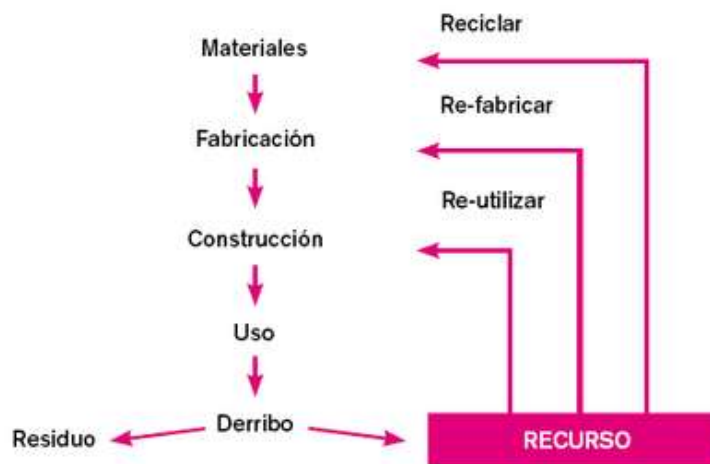 Reciclar
Materiales
Re-fabricar
Fabricación
Re-utilizar
Construcción
Uso
Derribo
Residuo
RECURSO